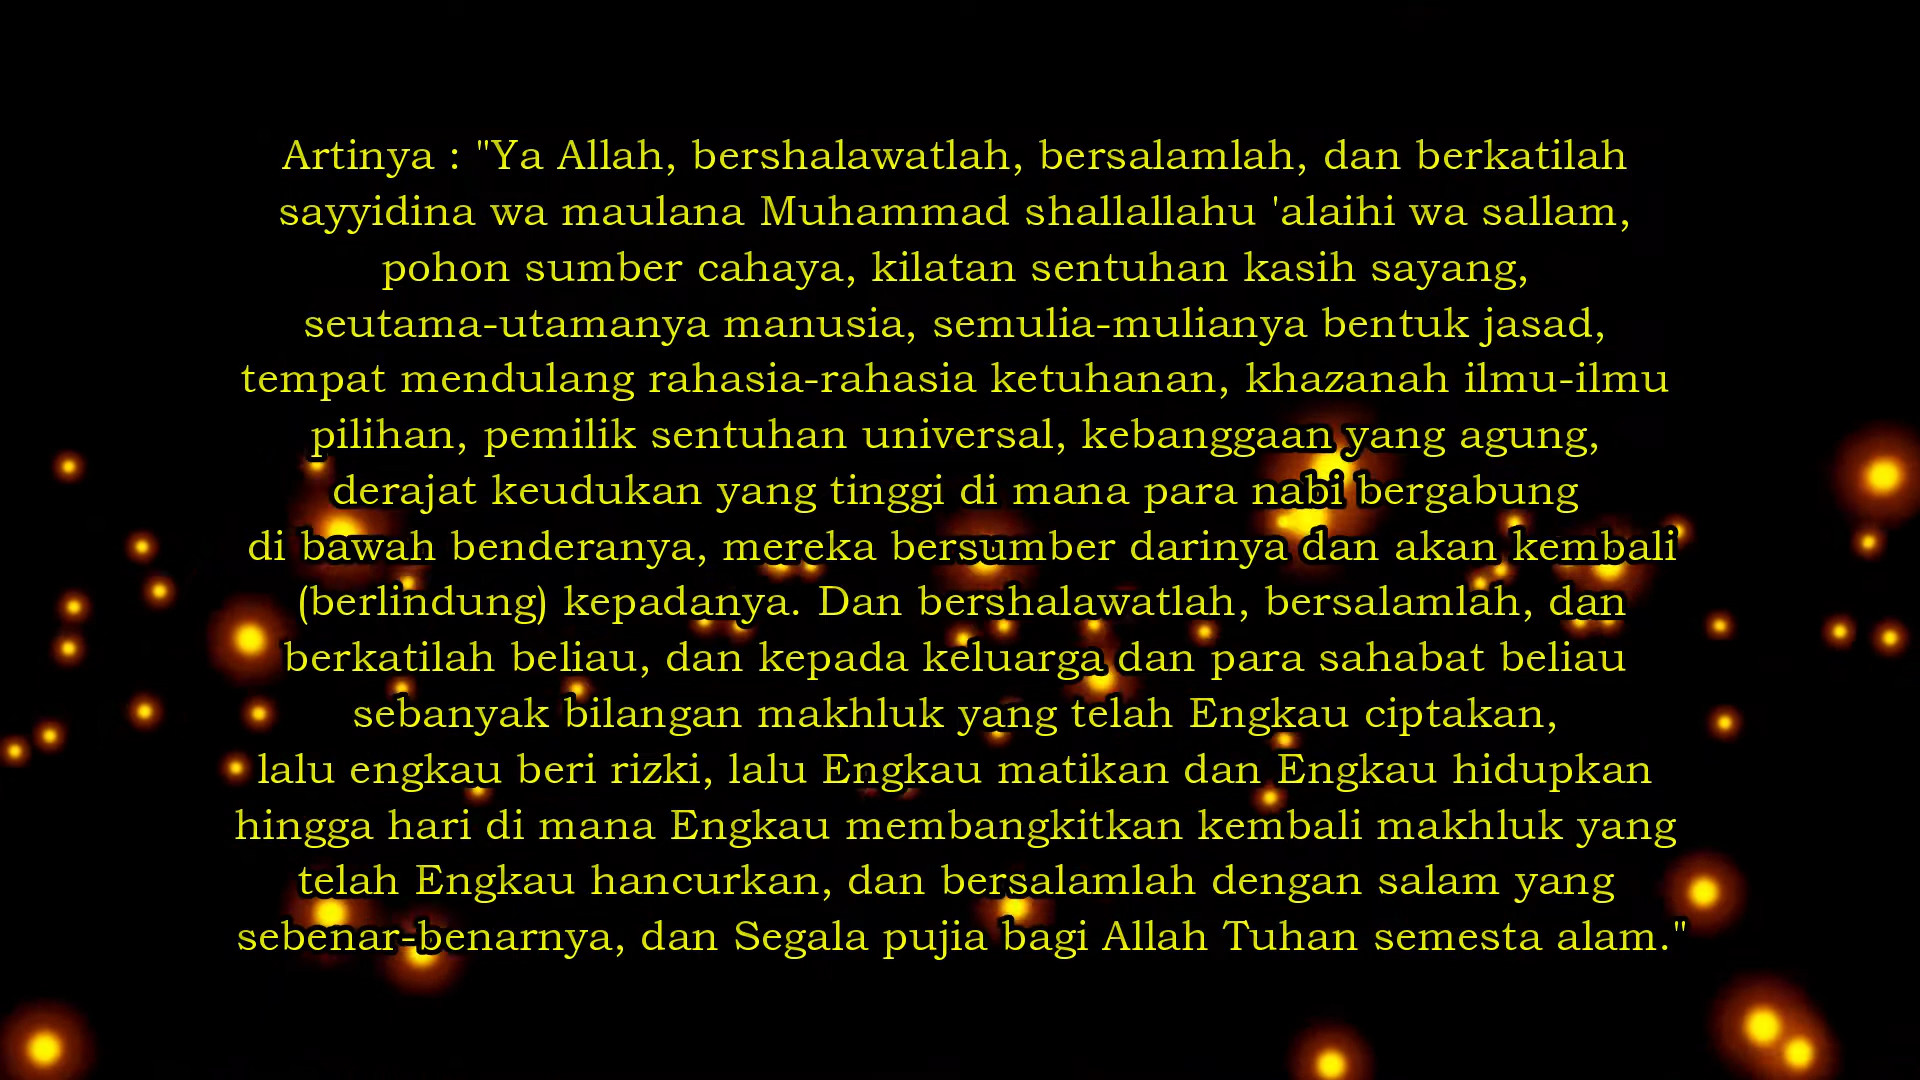 Artinya : "Ya Allah, bershalawatlah, bersalamlah, dan berkatilah
sayyidina wa maulana Muhammad shallallahu 'alaihi wa sallam,
pohon sumber cahaya, kilatan sentuhan kasih sayang,
seutama-utamanya manusia, semulia-mulianya bentuk jasad,
tempat mendulang rahasia-rahasia ketuhanan, khazanah ilmu-ilmu
pilihan, pemilik sentuhan universal, kebanggaan yang agung,
derajat keudukan yang tinggi di mana para nabi bergabung
di bawah benderanya, mereka bersumber darinya dan akan kembali
(berlindung) kepadanya. Dan bershalawatlah, bersalamlah, dan
berkatilah beliau, dan kepada keluarga dan para sahabat beliau
sebanyak bilangan makhluk yang telah Engkau ciptakan,
lalu engkau beri rizki, lalu Engkau matikan dan Engkau hidupkan
hingga hari di mana Engkau membangkitkan kembali makhluk yang
telah Engkau hancurkan, dan bersalamlah dengan salam yang
sebenar-benarnya, dan Segala pujia bagi Allah Tuhan semesta alam."